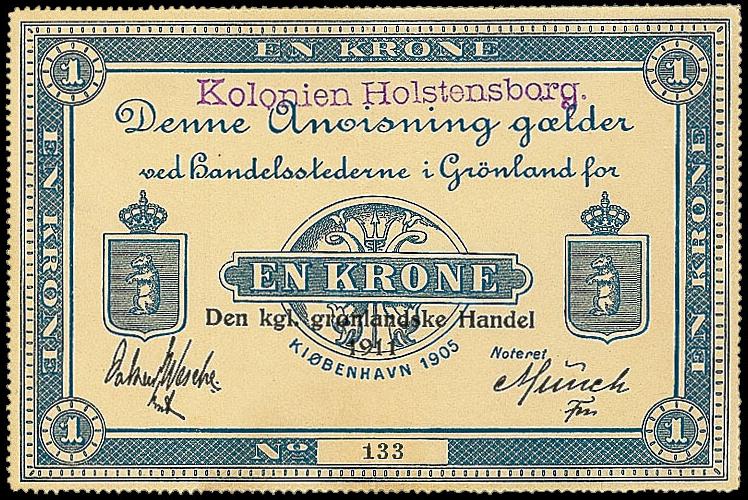 EN KRONE
1
1
Kolonien Holstensborg.
Denne Anvisning gælder
ved Handelsstederne i Grönland for
EN KRONE
EN KRONE
EN KRONE
Den kgl. grønlandske Handel
1911
KIØBENHAVN 1905
Noteret
Münch
1
1
No 133